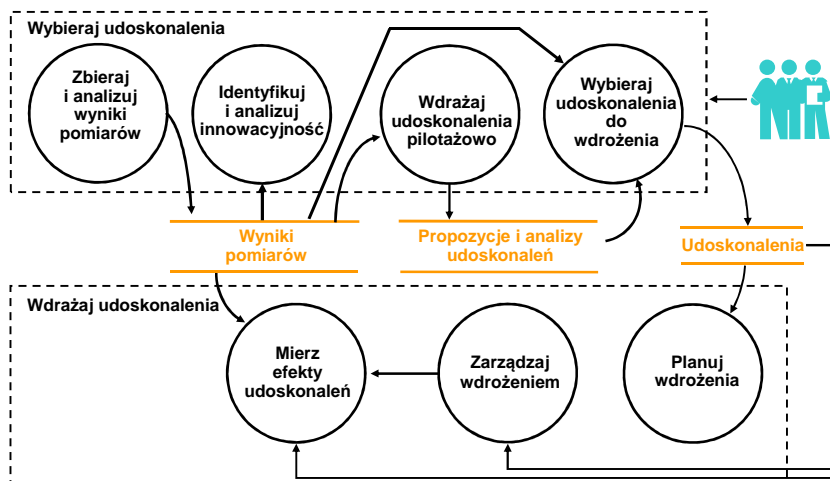 Wybieraj udoskonalenia
Zbieraj
i analizuj
wyniki
pomiarów
Identyfikuj
i analizuj
innowacyjność
Wdrażaj
udoskonalenia
pilotażowo
Wybieraj
udoskonalenia
do
wdrożenia
Wyniki
pomiarów
Propozycje i analizy
udoskonaleń
Udoskonalenia
Wdrażaj udoskonalenia
Mierz
efekty
udoskonaleń
Zarządzaj
wdrożeniem
Planuj
wdrożenia